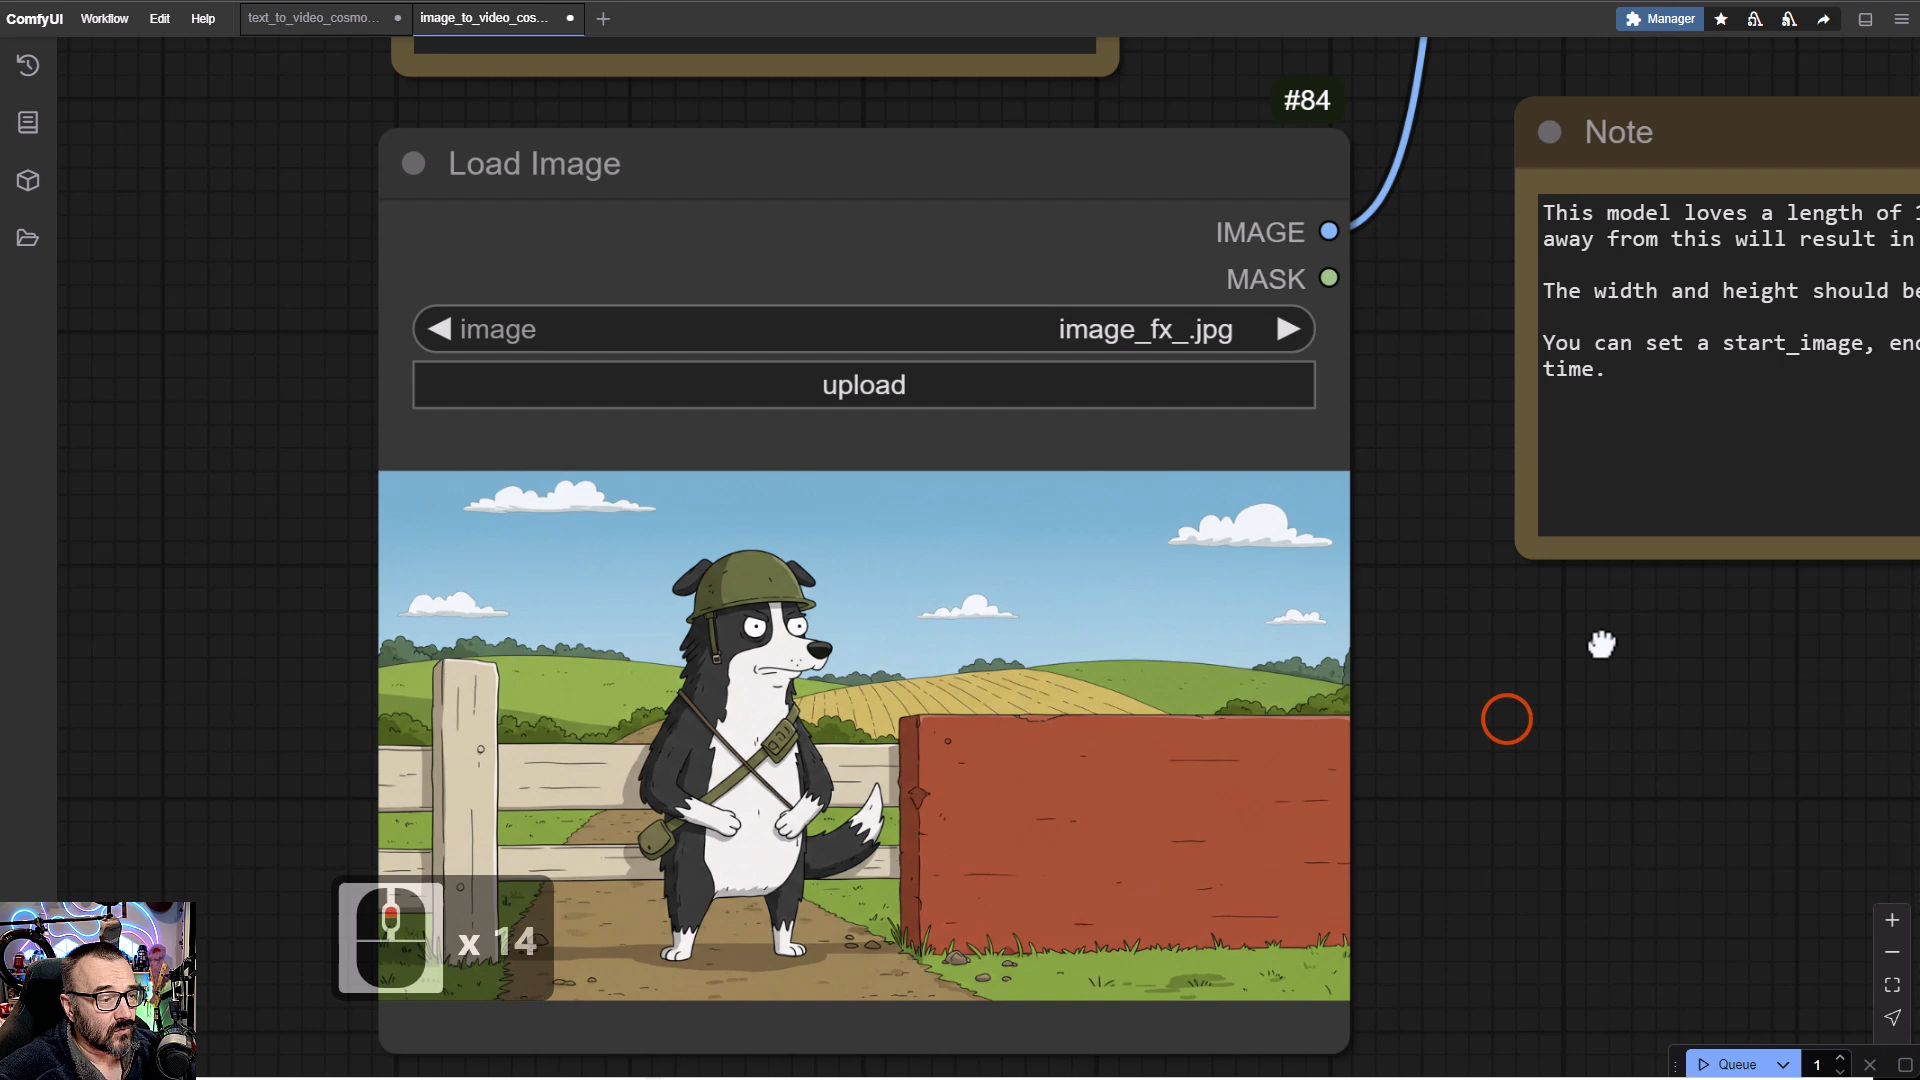 ComfyUI Workflow Edit Help text_to_video_cosmo... image_to_video_cos... Manager
#84
Load Image
IMAGE
MASK
image image_fx_.jpg
upload
Note
This model loves a length of
away from this will result in
The width and height should be
You can set a start_image,
time.
x 14
Queue 1